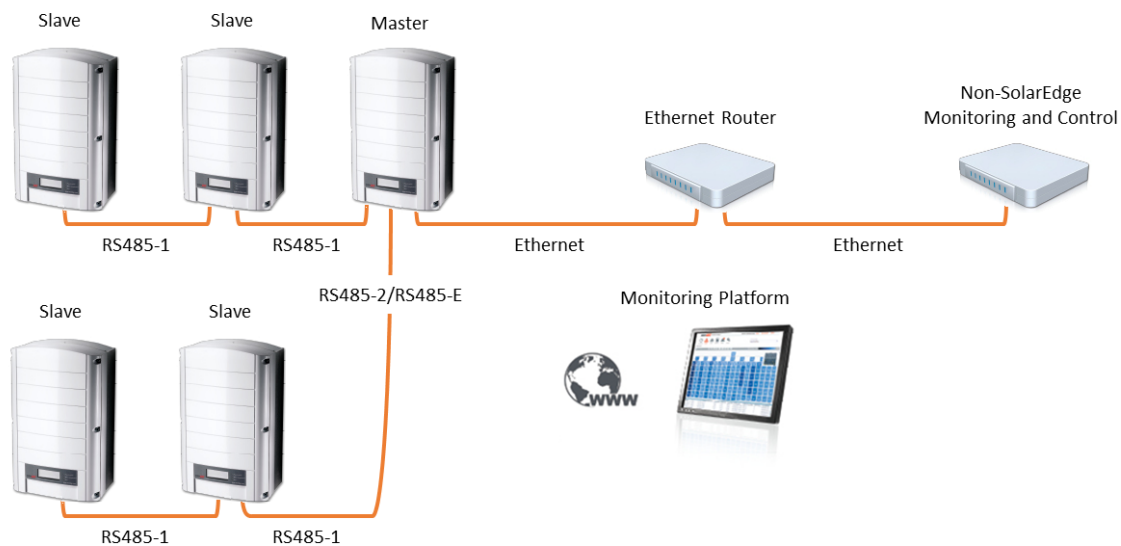 Slave
Slave
Master
Ethernet Router
Non-SolarEdge
Monitoring and Control
RS485-1
RS485-1
Ethernet
Ethernet
RS485-2/RS485-E
Monitoring Platform
Slave
Slave
www
RS485-1
RS485-1